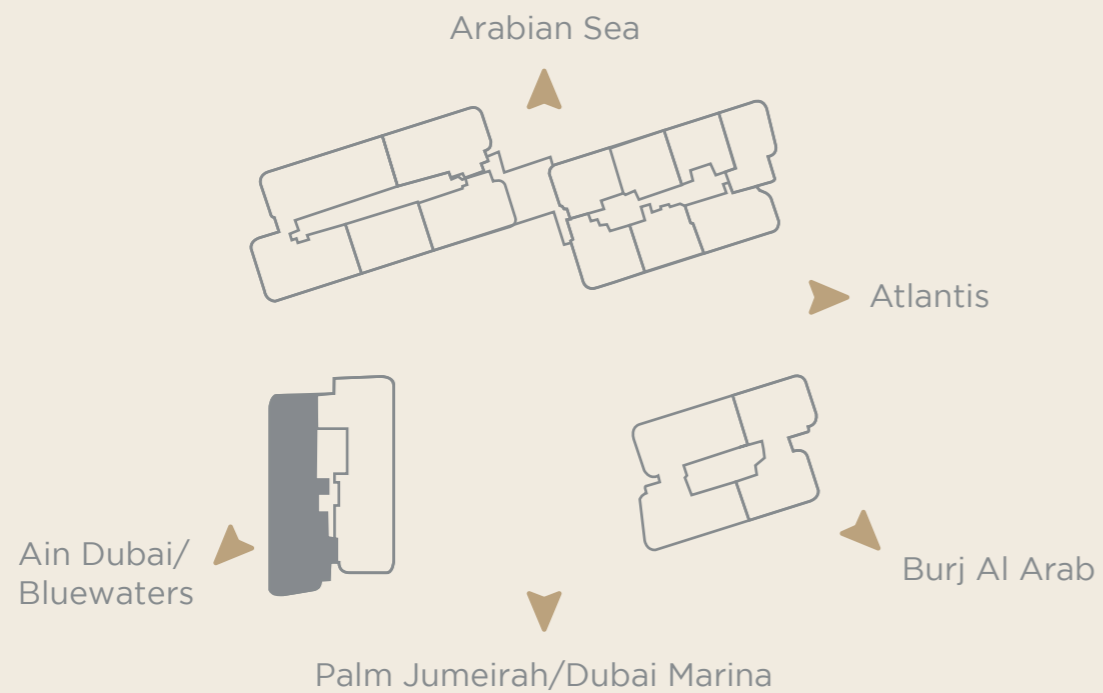 Arabian Sea
Atlantis
Ain Dubai/
Bluewaters
Burj Al Arab
Palm Jumeirah/Dubai Marina